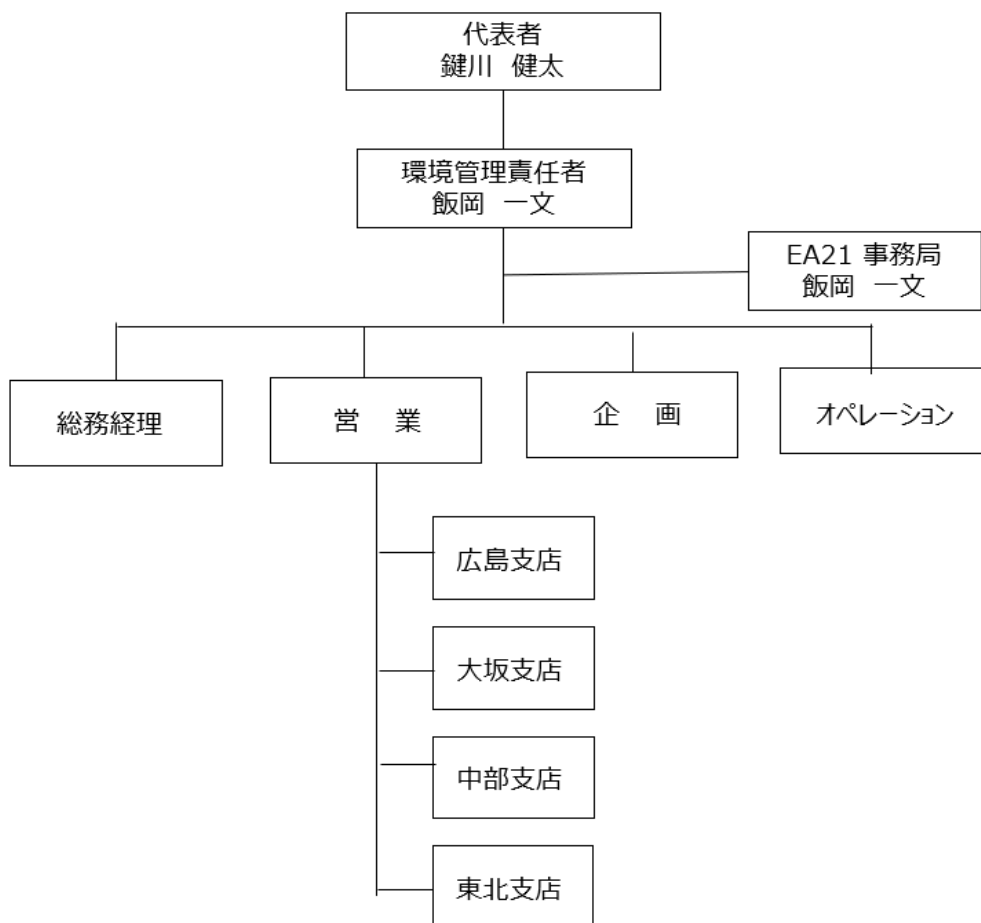 代表者
鍵川 健太
環境管理責任者
飯岡 一文
EA21 事務局
飯岡 一文
総務経理
営 業
企 画
オペレーション
広島支店
大坂支店
中部支店
東北支店